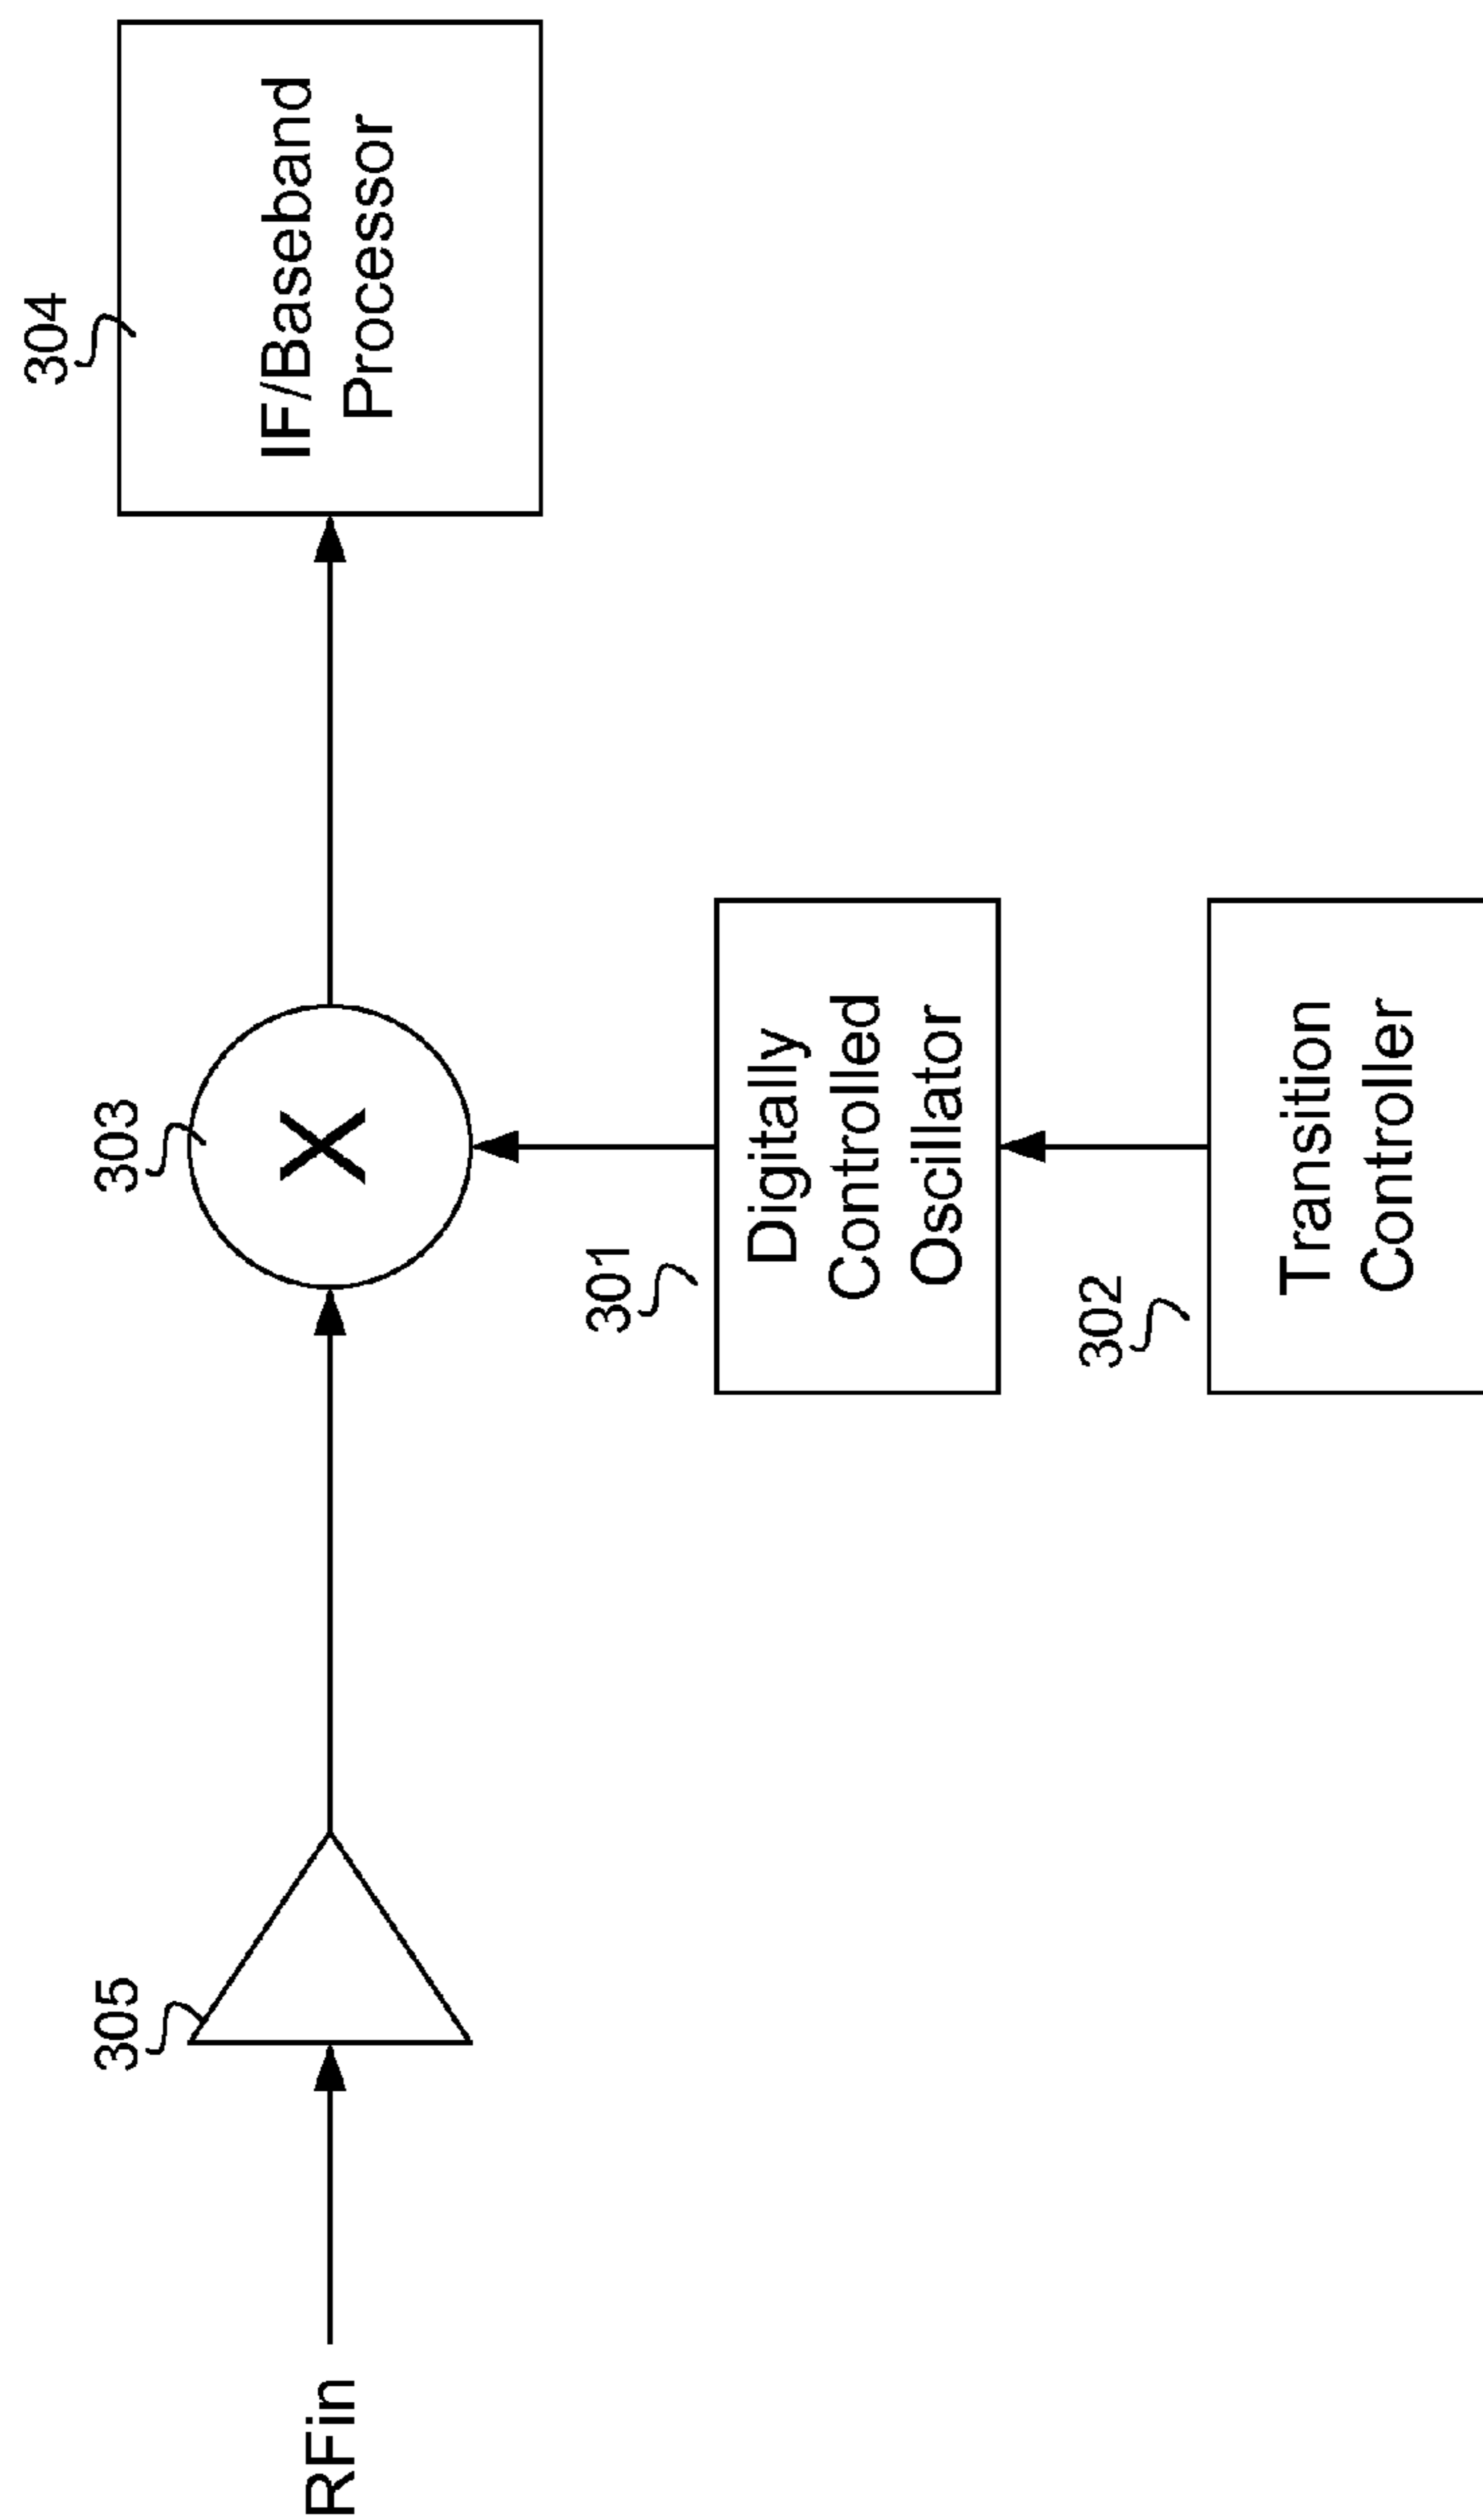 304
IF/Baseband
Processor
303
X
301
Digitally
Controlled
Oscillator
302
Transition
Controller
305
RFin